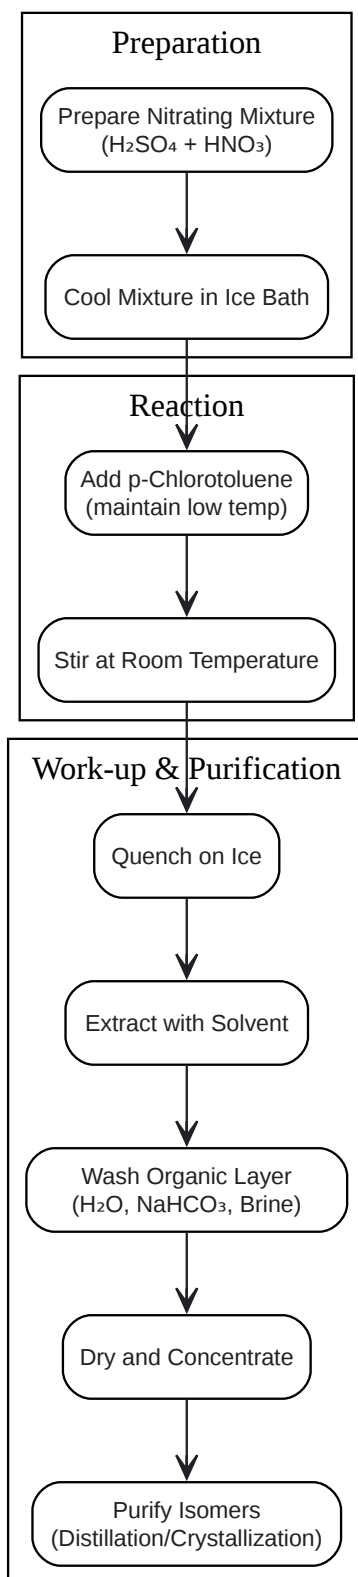 Preparation
Prepare Nitrating Mixture
(H₂SO₄ + HNO₃)
Cool Mixture in Ice Bath
Reaction
Add p-Chlorotoluene
(maintain low temp)
Stir at Room Temperature
Work-up & Purification
Quench on Ice
Extract with Solvent
Wash Organic Layer
(H₂O, NaHCO₃, Brine)
Dry and Concentrate
Purify Isomers
(Distillation/Crystallization)